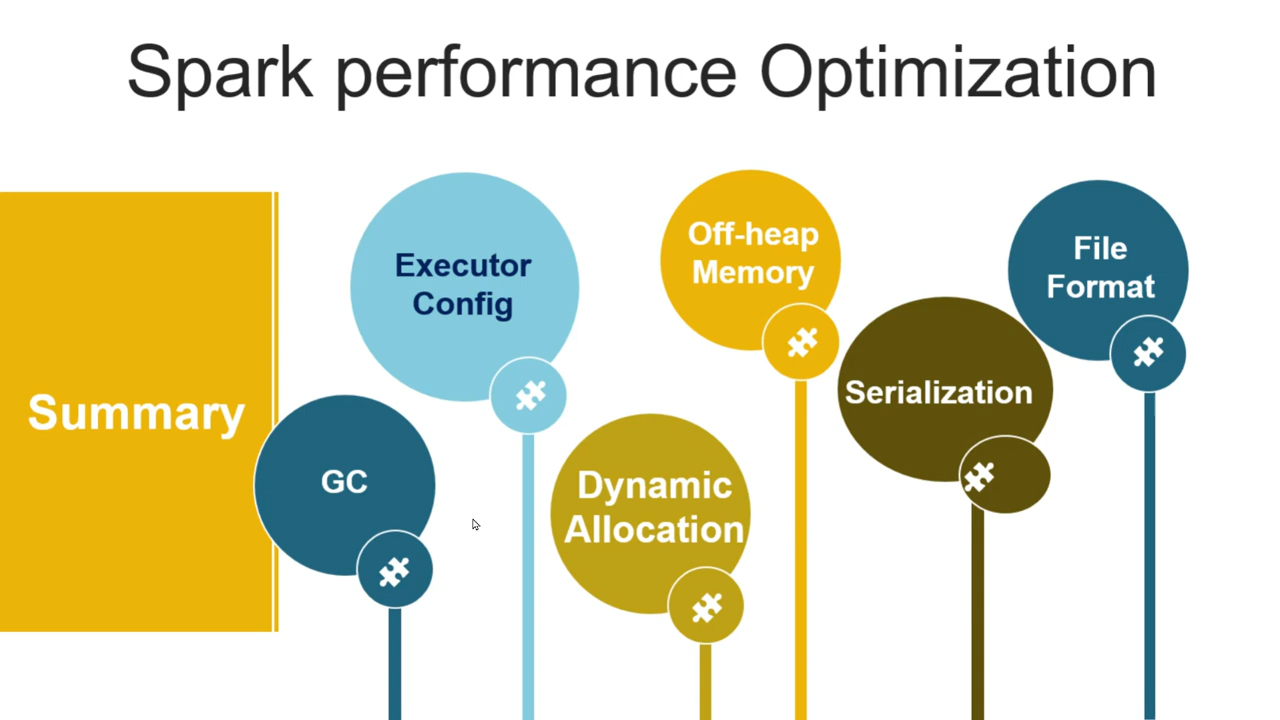 Spark performance Optimization
Summary
GC
Executor
Config
Dynamic
Allocation
Off-heap
Memory
Serialization
File
Format